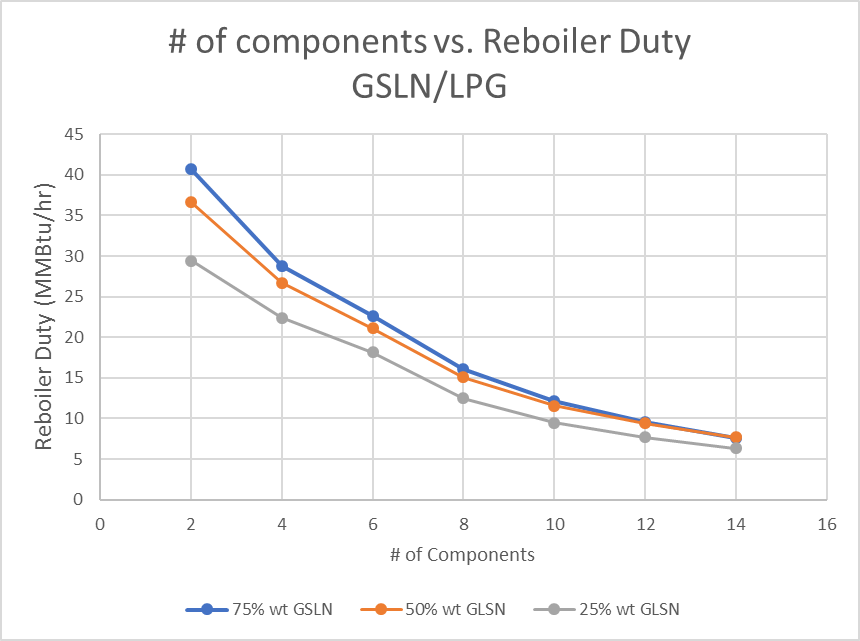 # of components vs. Reboiler Duty
GSLN/LPG
Reboiler Duty (MMBtu/hr)
45
40
35
30
25
20
15
10
5
0
0 2 4 6 8 10 12 14 16
# of Components
75% wt GSLN 50% wt GLSN 25% wt GLSN